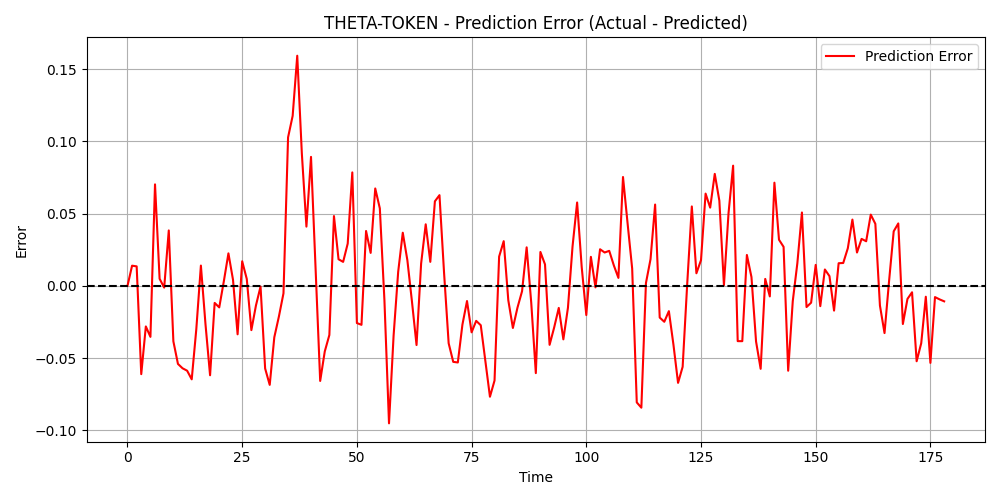 THETA-TOKEN - Prediction Error (Actual - Predicted)
Prediction Error
Error
0.15
0.10
0.05
0.00
−0.05
−0.10
0 25 50 75 100 125 150 175
Time